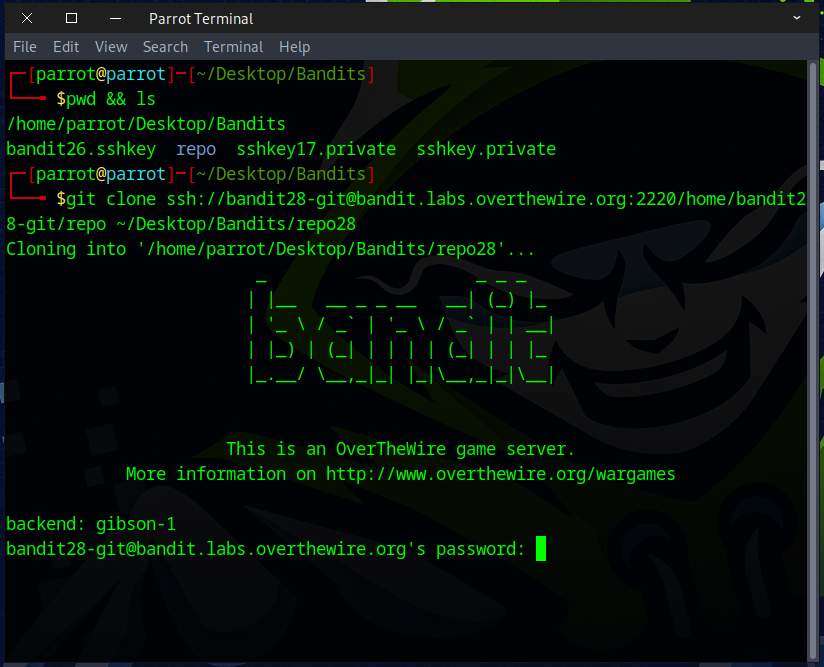 Parrot Terminal
File Edit View Search Terminal Help
┌─[parrot@parrot]─[~/Desktop/Bandits]
└──╼ $pwd && ls
/home/parrot/Desktop/Bandits
bandit26.sshkey  repo  sshkey17.private  sshkey.private
┌─[parrot@parrot]─[~/Desktop/Bandits]
└──╼ $git clone ssh://bandit28-git@bandit.labs.overthewire.org:2220/home/bandit2
8-git/repo ~/Desktop/Bandits/repo28
Cloning into '/home/parrot/Desktop/Bandits/repo28'...
                         _                     _ _ _
                        | |__   __ _ _ __   __| (_) |_
                        | '_ \ / _` | '_ \ / _` | | __|
                        | |_) | (_| | | | | (_| | | |_
                        |_.__/ \__,_|_| |_|\__,_|_|\__|
This is an OverTheWire game server.
More information on http://www.overthewire.org/wargames
backend: gibson-1
bandit28-git@bandit.labs.overthewire.org's password: